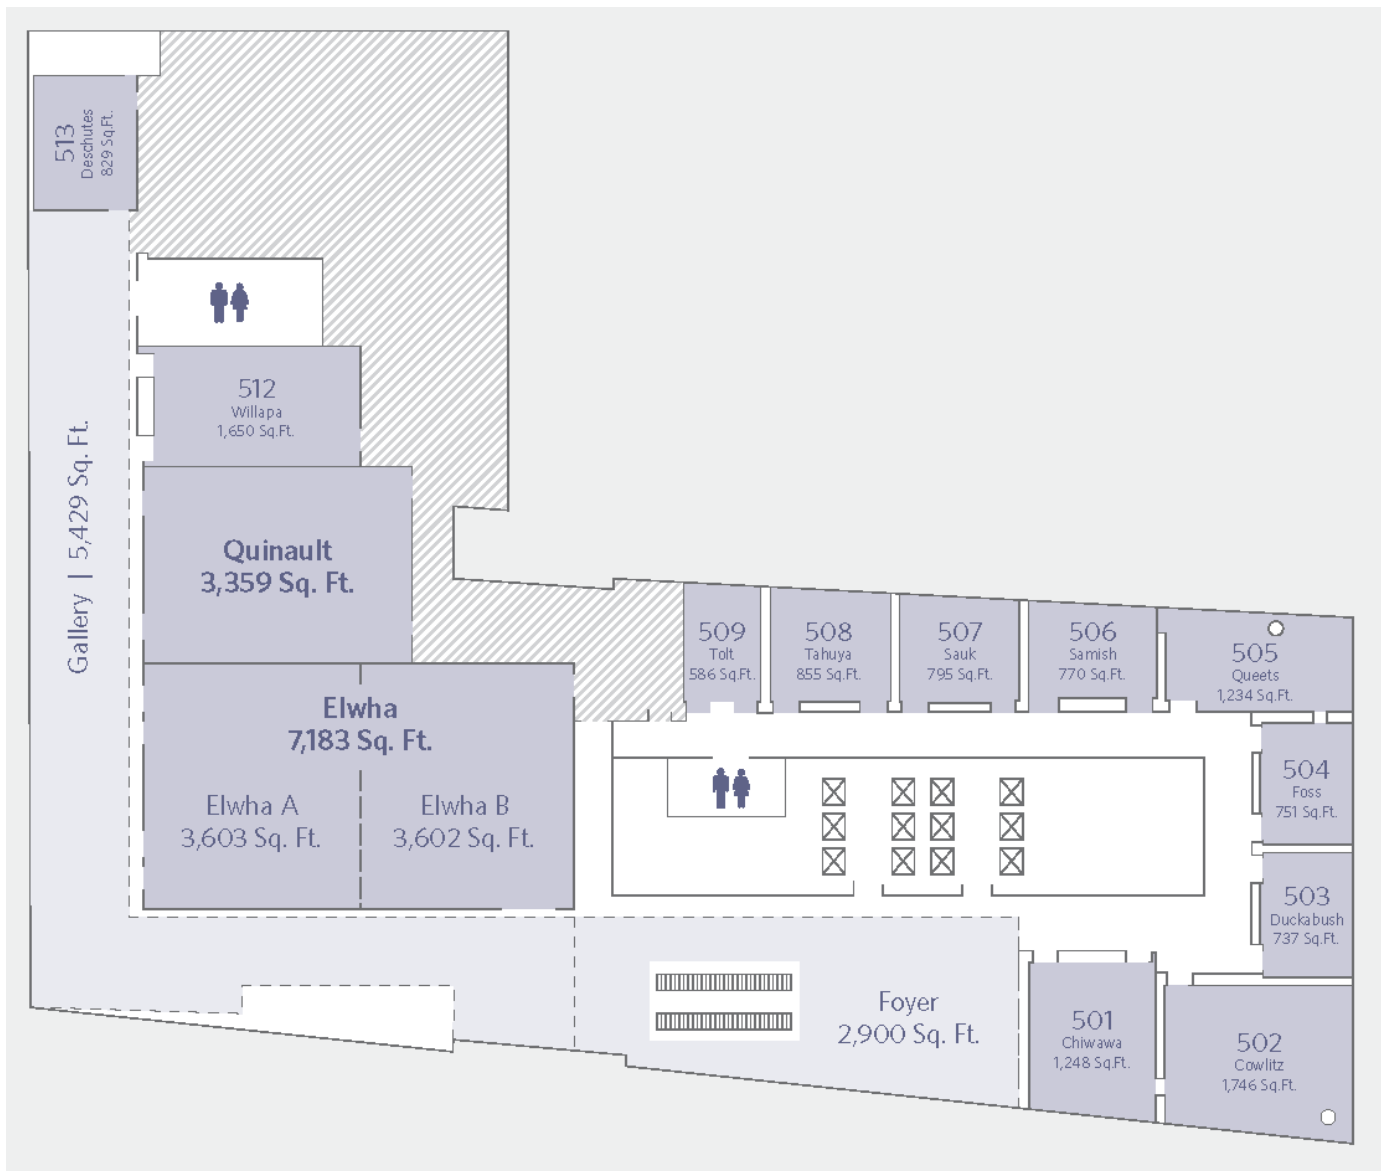 513
Deschutes
829 Sq.Ft.
512
Willapa
1,650 Sq.Ft.
Gallery | 5,429 Sq. Ft.
Quinault
3,359 Sq. Ft.
Elwha
7,183 Sq. Ft.
Elwha A
3,603 Sq. Ft.
Elwha B
3,602 Sq. Ft.
509
Tolt
586 Sq.Ft.
508
Tahuya
855 Sq.Ft.
507
Sauk
795 Sq.Ft.
506
Samish
770 Sq.Ft.
505
Queets
1,234 Sq.Ft.
504
Foss
751 Sq.Ft.
503
Duckabush
737 Sq.Ft.
Foyer
2,900 Sq. Ft.
501
Chiwawa
1,248 Sq.Ft.
502
Cowlitz
1,746 Sq.Ft.